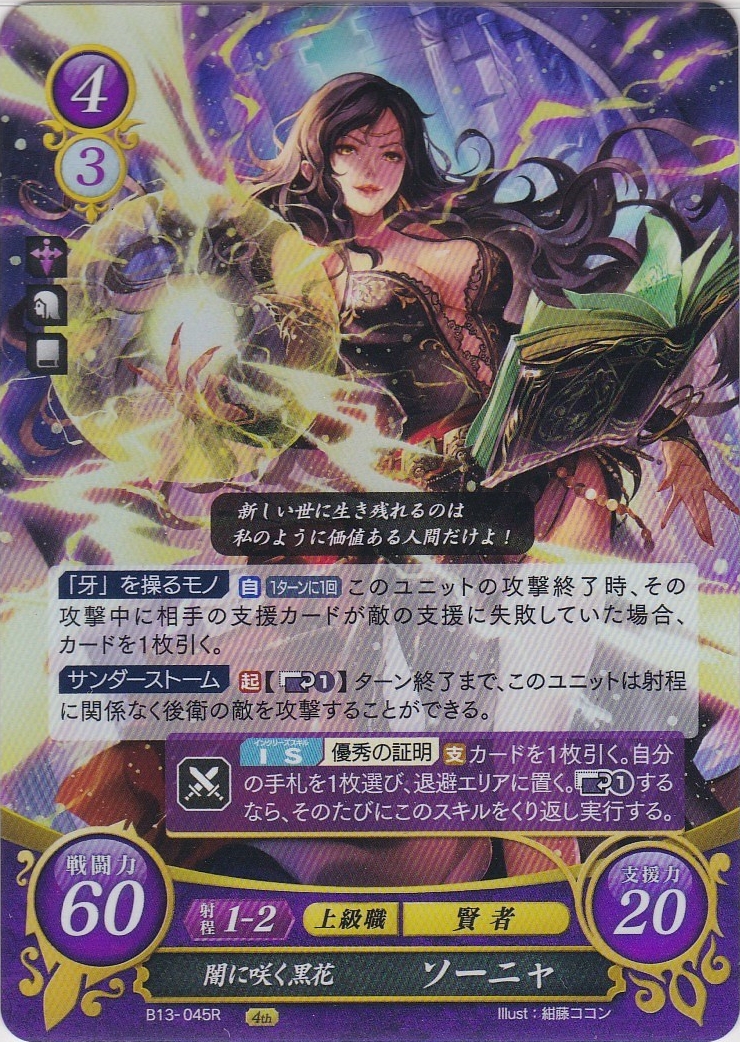 4
3
新しい世に生き残れるのは
私のように価値ある人間だけよ！
「牙」を操るモノ 自 1ターンに1回 このユニットの攻撃終了時、その
攻撃中に相手の支援カードが敵の支援に失敗していた場合、
カードを1枚引く。
サンダーストーム 起【1】ターン終了まで、このユニットは射程
に関係なく後衛の敵を攻撃することができる。
インクリーズスキル
IS 優秀の証明 支 カードを1枚引く。自分
の手札を1枚選び、退避エリアに置く。1する
なら、そのたびにこのスキルをくり返し実行する。
戦闘力
60
射程 1-2 上級職 賢者
支援力
20
闇に咲く黒花 ソーニャ
B13-045R 4th Illust：紺藤ココン